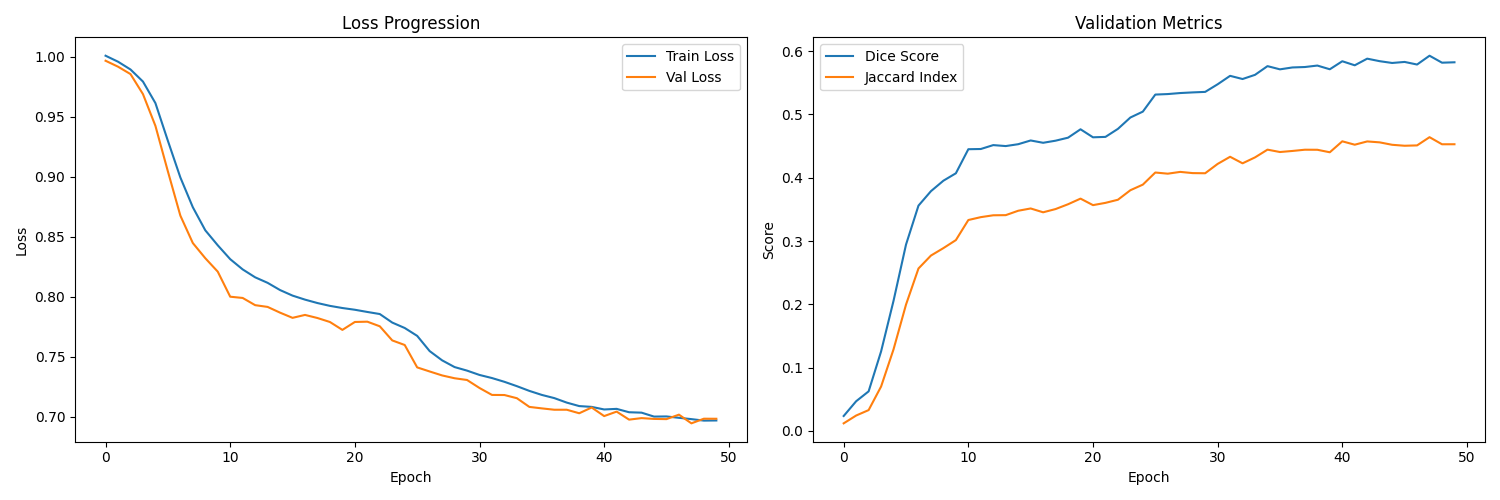 Loss Progression
Train Loss
Val Loss
1.00
0.95
0.90
0.85
0.80
0.75
0.70
Loss
0
10
20
30
40
50
Epoch
Validation Metrics
Dice Score
Jaccard Index
0.6
0.5
0.4
0.3
0.2
0.1
0.0
Score
0
10
20
30
40
50
Epoch